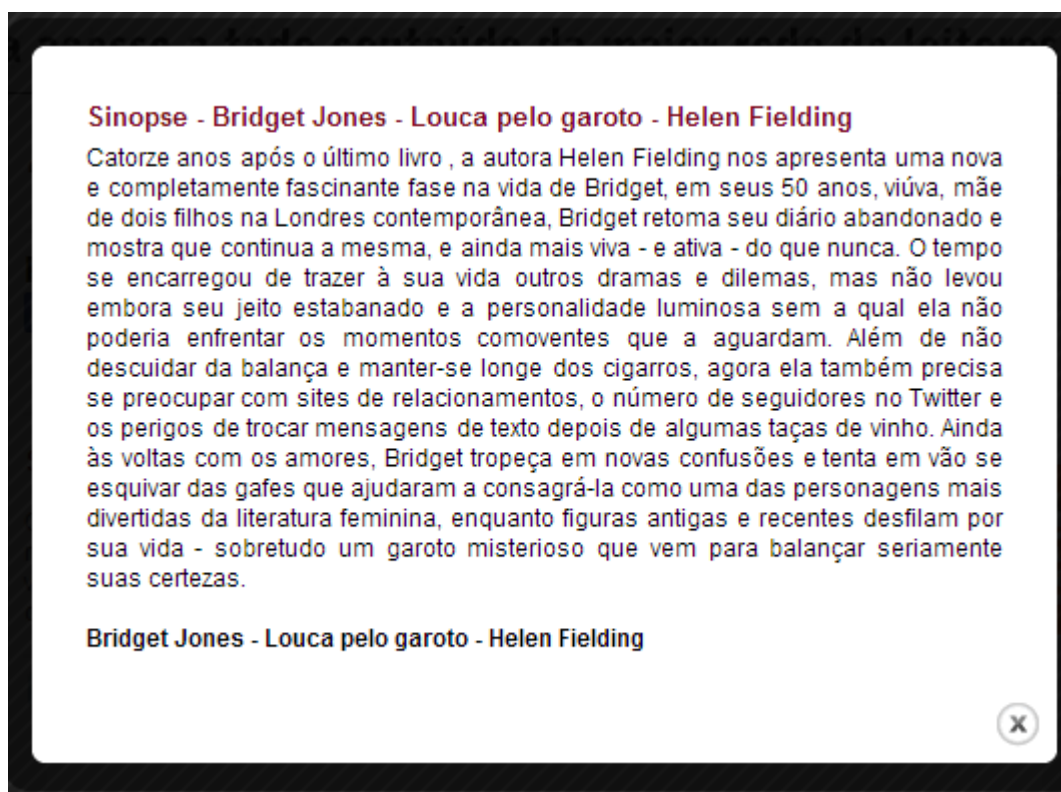 Sinopse - Bridget Jones - Louca pelo garoto - Helen Fielding
Catorze anos após o último livro , a autora Helen Fielding nos apresenta uma nova
e completamente fascinante fase na vida de Bridget, em seus 50 anos, viúva, mãe
de dois filhos na Londres contemporânea, Bridget retoma seu diário abandonado e
mostra que continua a mesma, e ainda mais viva - e ativa - do que nunca. O tempo
se encarregou de trazer à sua vida outros dramas e dilemas, mas não levou
embora seu jeito estabanado e a personalidade luminosa sem a qual ela não
poderia enfrentar os momentos comoventes que a aguardam. Além de não
descuidar da balança e manter-se longe dos cigarros, agora ela também precisa
se preocupar com sites de relacionamentos, o número de seguidores no Twitter e
os perigos de trocar mensagens de texto depois de algumas taças de vinho. Ainda
às voltas com os amores, Bridget tropeça em novas confusões e tenta em vão se
esquivar das gafes que ajudaram a consagrá-la como uma das personagens mais
divertidas da literatura feminina, enquanto figuras antigas e recentes desfilam por
sua vida - sobretudo um garoto misterioso que vem para balançar seriamente
suas certezas.
Bridget Jones - Louca pelo garoto - Helen Fielding
x